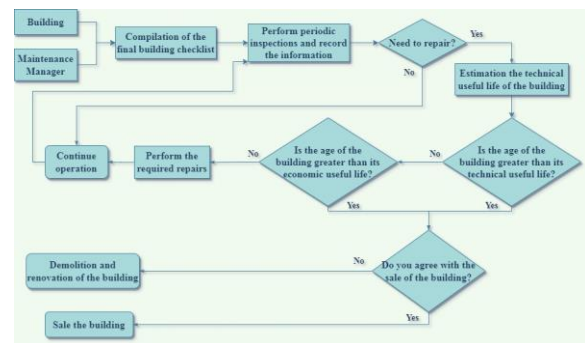 Building
Maintenance
Manager
Compilation of the
final building checklist
Perform periodic
inspections and record
the information
Need to repair?
Yes
No
Estimation the technical
useful life of the building
Is the age of the
building greater than its
technical useful life?
No
Yes
Is the age of the
building greater than its
economic useful life?
No
Yes
Perform the
required repairs
Continue
operation
Do you agree with the
sale of the building?
No
Yes
Demolition and
renovation of the building
Sale the building